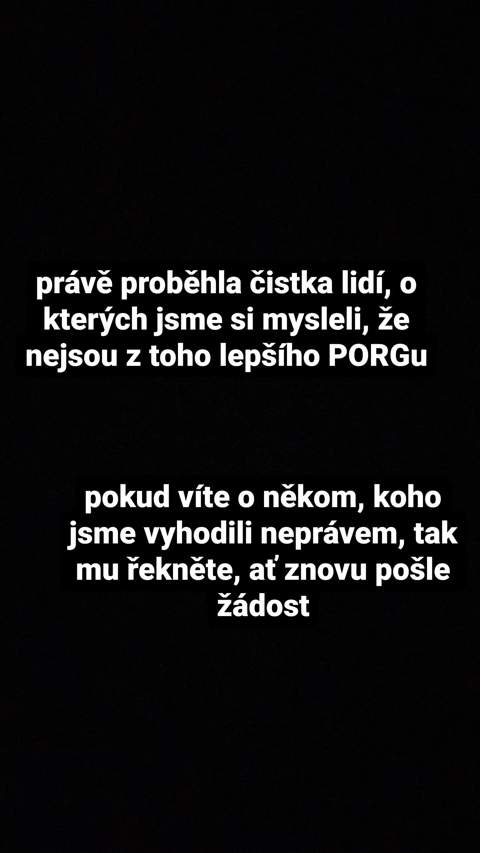 právě proběhla čistka lidí, o
kterých jsme si mysleli, že
nejsou z toho lepšího PORGu
pokud víte o někom, koho
jsme vyhodili neprávem, tak
mu řekněte, ať znovu pošle
žádost